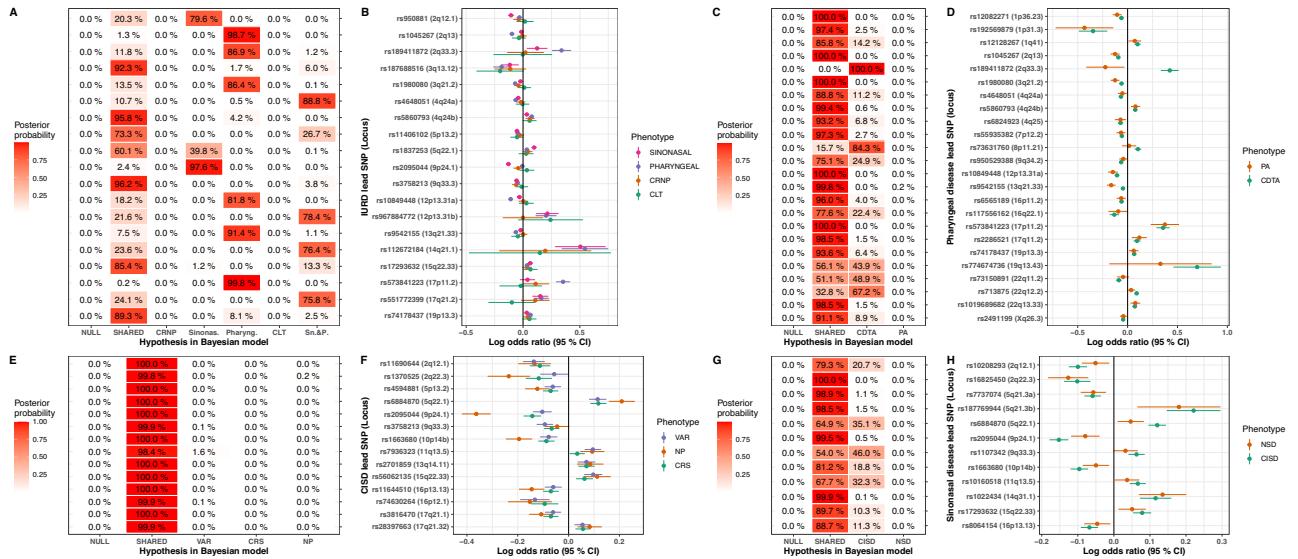 A
Posterior
probability
0.75
0.50
0.25
0.0 % 20.3 % 0.0 % 79.6 % 0.0 % 0.0 % 0.0 %
0.0 % 1.3 % 0.0 % 0.0 % 98.7 % 0.0 % 0.0 %
0.0 % 11.8 % 0.0 % 0.0 % 86.9 % 0.0 % 1.2 %
0.0 % 92.3 % 0.0 % 0.0 % 1.7 % 0.0 % 6.0 %
0.0 % 13.5 % 0.0 % 0.0 % 86.4 % 0.0 % 0.1 %
0.0 % 10.7 % 0.0 % 0.0 % 0.5 % 0.0 % 88.8 %
0.0 % 95.8 % 0.0 % 0.0 % 4.2 % 0.0 % 0.0 %
0.0 % 73.3 % 0.0 % 0.0 % 0.0 % 0.0 % 26.7 %
0.0 % 60.1 % 0.0 % 39.8 % 0.0 % 0.0 % 0.0 %
0.0 % 2.4 % 0.0 % 97.6 % 0.0 % 0.0 % 0.0 %
0.0 % 96.2 % 0.0 % 0.0 % 0.0 % 0.0 % 3.8 %
0.0 % 18.2 % 0.0 % 0.0 % 81.8 % 0.0 % 0.0 %
0.0 % 21.6 % 0.0 % 0.0 % 0.0 % 0.0 % 78.4 %
0.0 % 7.5 % 0.0 % 0.0 % 91.4 % 0.0 % 1.1 %
0.0 % 23.6 % 0.0 % 0.0 % 0.0 % 0.0 % 76.4 %
0.0 % 85.4 % 0.0 % 1.2 % 0.0 % 0.0 % 13.3 %
0.0 % 0.2 % 0.0 % 0.0 % 99.8 % 0.0 % 0.0 %
0.0 % 24.1 % 0.0 % 0.0 % 0.0 % 0.0 % 75.8 %
0.0 % 89.3 % 0.0 % 0.0 % 8.1 % 0.0 % 2.5 %
NULL SHARED CRNP Sinonas. Pharyng. CLT Sn.&P.
Hypothesis in Bayesian model
B
IURD lead SNP (Locus)
rs950881 (2q12.1)
rs1045267 (2q13)
rs189411872 (2q33.3)
rs187688516 (3q13.12)
rs1980080 (3q21.2)
rs4648051 (4q24a)
rs5860793 (4q24b)
rs11406102 (5p13.2)
rs1837253 (5q22.1)
rs2095044 (9p24.1)
rs3758213 (9q33.3)
rs10849448 (12p13.31a)
rs967884772 (12p13.31b)
rs9542155 (13q21.33)
rs112672184 (14q21.1)
rs17293632 (15q22.33)
rs573841223 (17p11.2)
rs551772399 (17q21.2)
rs74178437 (19p13.3)
-0.5 0.0 0.5
Log odds ratio (95 % CI)
Phenotype
SINONASAL
PHARYNGEAL
CRNP
CLT
C
Posterior
probability
0.75
0.50
0.25
0.0 % 100.0 % 0.0 % 0.0 %
0.0 % 97.4 % 2.5 % 0.0 %
0.0 % 85.8 % 14.2 % 0.0 %
0.0 % 100.0 % 0.0 % 0.0 %
0.0 % 0.0 % 100.0 % 0.0 %
0.0 % 100.0 % 0.0 % 0.0 %
0.0 % 88.8 % 11.2 % 0.0 %
0.0 % 99.4 % 0.6 % 0.0 %
0.0 % 93.2 % 6.8 % 0.0 %
0.0 % 97.3 % 2.7 % 0.0 %
0.0 % 15.7 % 84.3 % 0.0 %
0.0 % 75.1 % 24.9 % 0.0 %
0.0 % 100.0 % 0.0 % 0.0 %
0.0 % 99.8 % 0.0 % 0.2 %
0.0 % 96.0 % 4.0 % 0.0 %
0.0 % 77.6 % 22.4 % 0.0 %
0.0 % 100.0 % 0.0 % 0.0 %
0.0 % 98.5 % 1.5 % 0.0 %
0.0 % 93.6 % 6.4 % 0.0 %
0.0 % 56.1 % 43.9 % 0.0 %
0.0 % 51.1 % 48.9 % 0.0 %
0.0 % 32.8 % 67.2 % 0.0 %
0.0 % 98.5 % 1.5 % 0.0 %
0.0 % 91.1 % 8.9 % 0.0 %
NULL SHARED CDTA PA
Hypothesis in Bayesian model
D
Pharyngeal disease lead SNP (locus)
rs12082271 (1p36.23)
rs192569879 (1p31.3)
rs12128267 (1q41)
rs1045267 (2q13)
rs189411872 (2q33.3)
rs1980080 (3q21.2)
rs4648051 (4q24a)
rs5860793 (4q24b)
rs6824923 (4q25)
rs55935382 (7p12.2)
rs73631760 (8p11.21)
rs950529388 (9q34.2)
rs10849448 (12p13.31a)
rs9542155 (13q21.33)
rs6565189 (16p11.2)
rs117556162 (16q22.1)
rs573841223 (17p11.2)
rs2286521 (17q11.2)
rs74178437 (19p13.3)
rs774674736 (19q13.43)
rs73150891 (22q11.2)
rs713875 (22q12.2)
rs1019689682 (22q13.33)
rs2491199 (Xq26.3)
-0.5 0.0 0.5 1.0
Log odds ratio (95 % CI)
Phenotype
PA
CDTA
E
Posterior
probability
1.00
0.75
0.50
0.25
0.0 % 100.0 % 0.0 % 0.0 % 0.0 %
0.0 % 99.8 % 0.0 % 0.0 % 0.2 %
0.0 % 100.0 % 0.0 % 0.0 % 0.0 %
0.0 % 100.0 % 0.0 % 0.0 % 0.0 %
0.0 % 100.0 % 0.0 % 0.0 % 0.0 %
0.0 % 99.9 % 0.1 % 0.0 % 0.0 %
0.0 % 100.0 % 0.0 % 0.0 % 0.0 %
0.0 % 98.4 % 1.6 % 0.0 % 0.0 %
0.0 % 100.0 % 0.0 % 0.0 % 0.0 %
0.0 % 100.0 % 0.0 % 0.0 % 0.0 %
0.0 % 100.0 % 0.0 % 0.0 % 0.0 %
0.0 % 99.9 % 0.1 % 0.0 % 0.0 %
0.0 % 100.0 % 0.0 % 0.0 % 0.0 %
0.0 % 99.9 % 0.0 % 0.0 % 0.0 %
NULL SHARED VAR CRS NP
Hypothesis in Bayesian model
F
CISD lead SNP (Locus)
rs11690644 (2q12.1)
rs1370525 (2q22.3)
rs4594881 (5p13.2)
rs6884870 (5q22.1)
rs2095044 (9p24.1)
rs3758213 (9q33.3)
rs1663680 (10p14b)
rs7936323 (11q13.5)
rs2701859 (13q14.11)
rs56062135 (15q22.33)
rs11644510 (16p13.13)
rs74630264 (16p12.1)
rs3816470 (17q21.1)
rs28397663 (17q21.32)
-0.4 -0.2 0.0 0.2
Log odds ratio (95 % CI)
Phenotype
VAR
NP
CRS
G
Posterior
probability
0.75
0.50
0.25
0.0 % 79.3 % 20.7 % 0.0 %
0.0 % 100.0 % 0.0 % 0.0 %
0.0 % 98.9 % 1.1 % 0.0 %
0.0 % 98.5 % 1.5 % 0.0 %
0.0 % 64.9 % 35.1 % 0.0 %
0.0 % 99.5 % 0.5 % 0.0 %
0.0 % 54.0 % 46.0 % 0.0 %
0.0 % 81.2 % 18.8 % 0.0 %
0.0 % 67.7 % 32.3 % 0.0 %
0.0 % 99.9 % 0.1 % 0.0 %
0.0 % 89.7 % 10.3 % 0.0 %
0.0 % 88.7 % 11.3 % 0.0 %
NULL SHARED CISD NSD
Hypothesis in Bayesian model
H
Sinonasal disease lead SNP (Locus)
rs10208293 (2q12.1)
rs16825450 (2q22.3)
rs7737074 (5q21.3a)
rs187769944 (5q21.3b)
rs6884870 (5q22.1)
rs2095044 (9p24.1)
rs1107342 (9q33.3)
rs1663680 (10p14b)
rs10160518 (11q13.5)
rs1022434 (14q31.1)
rs17293632 (15q22.33)
rs8064154 (16p13.13)
-0.2 -0.1 0.0 0.1 0.2 0.3
Log odds ratio (95 % CI)
Phenotype
NSD
CISD